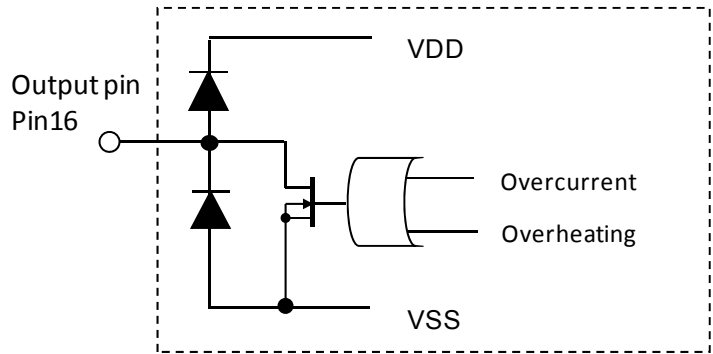 VDD
Output pin
Pin16
Overcurrent
Overheating
VSS